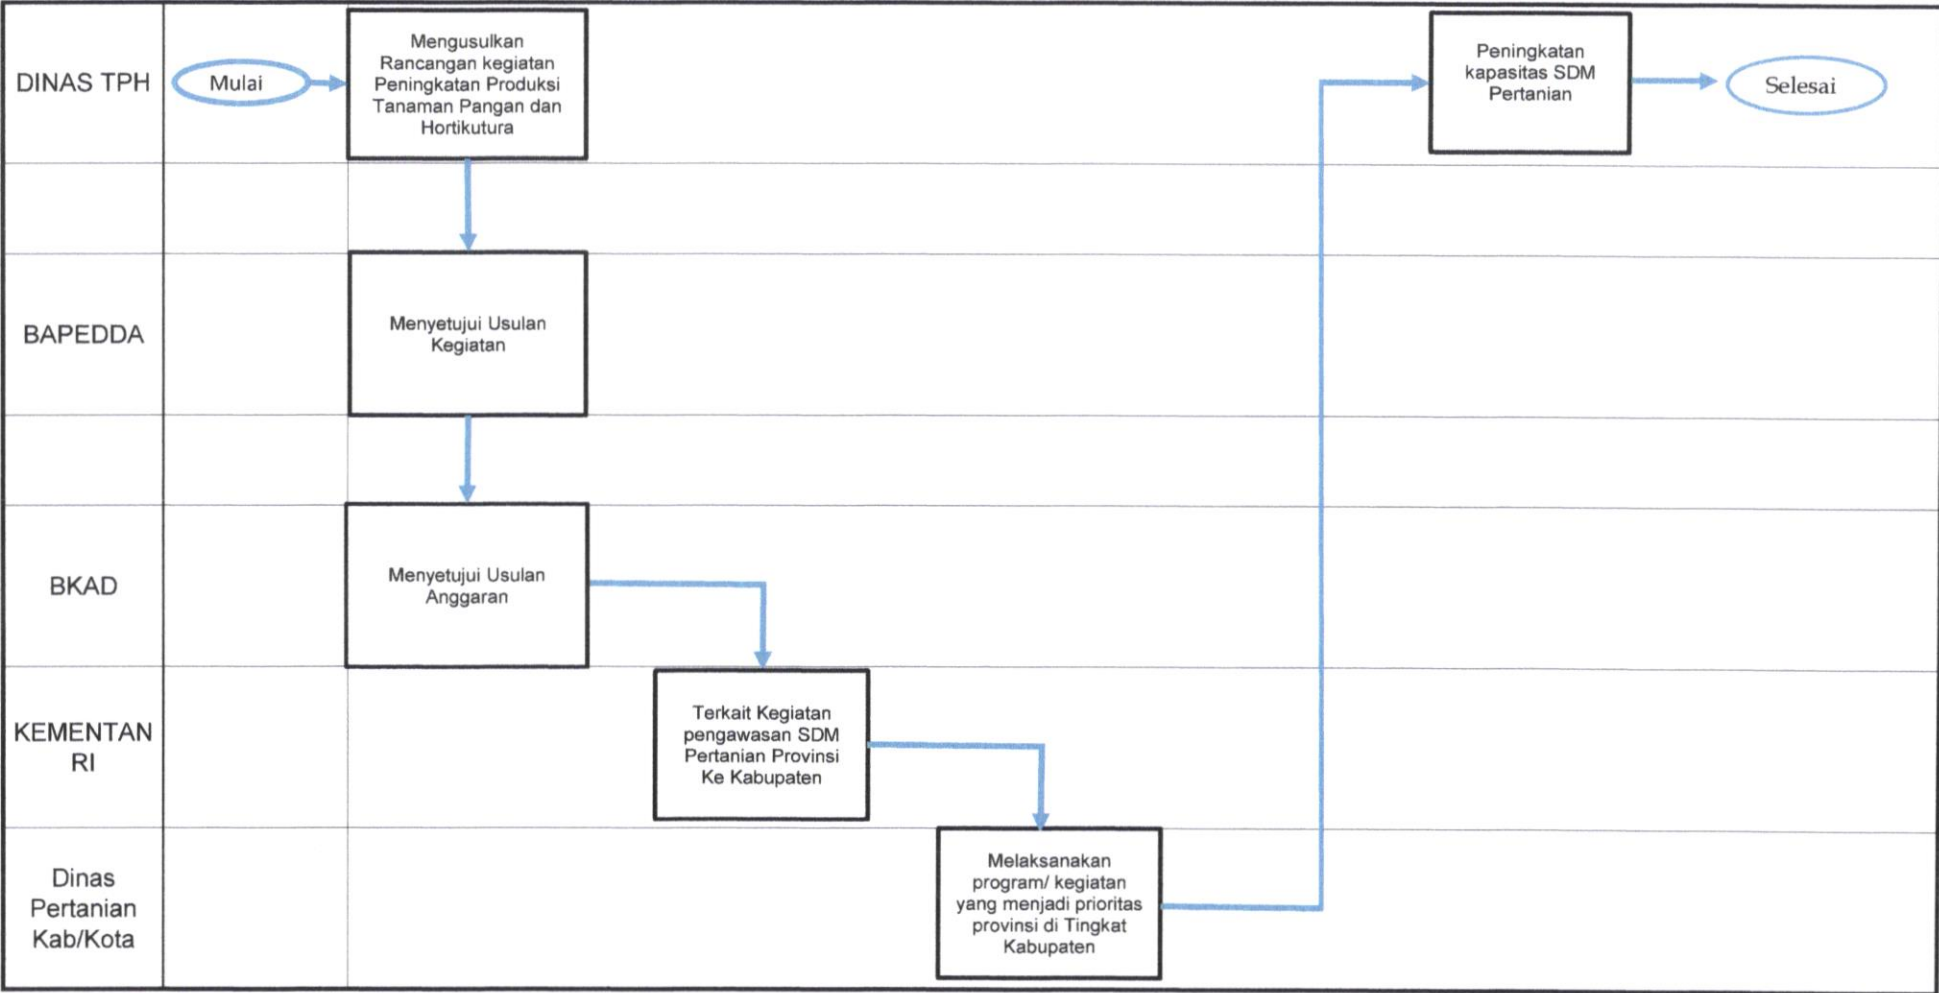 DINAS TPH
Mulai
Mengusulkan
Rancangan kegiatan
Peningkatan Produksi
Tanaman Pangan dan
Hortikutura
Peningkatan
kapasitas SDM
Pertanian
Selesai
BAPEDDA
Menyetujui Usulan
Kegiatan
BKAD
Menyetujui Usulan
Anggaran
KEMENTAN
RI
Terkait Kegiatan
pengawasan SDM
Pertanian Provinsi
Ke Kabupaten
Dinas
Pertanian
Kab/Kota
Melaksanakan
program/ kegiatan
yang menjadi prioritas
provinsi di Tingkat
Kabupaten